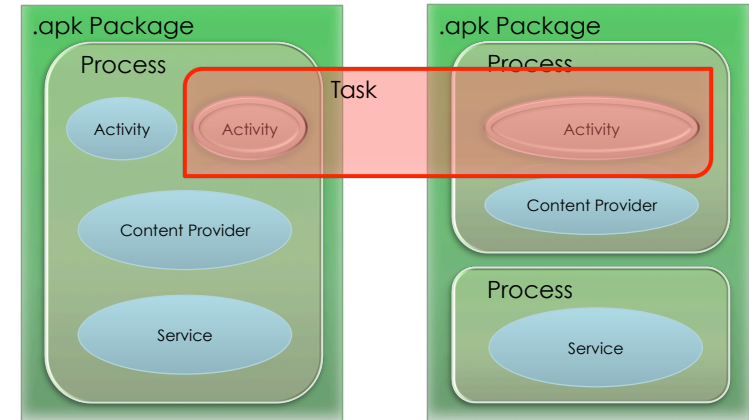 .apk Package
Process
Activity
Activity
Content Provider
Service
Task
.apk Package
Process
Activity
Content Provider
Process
Service